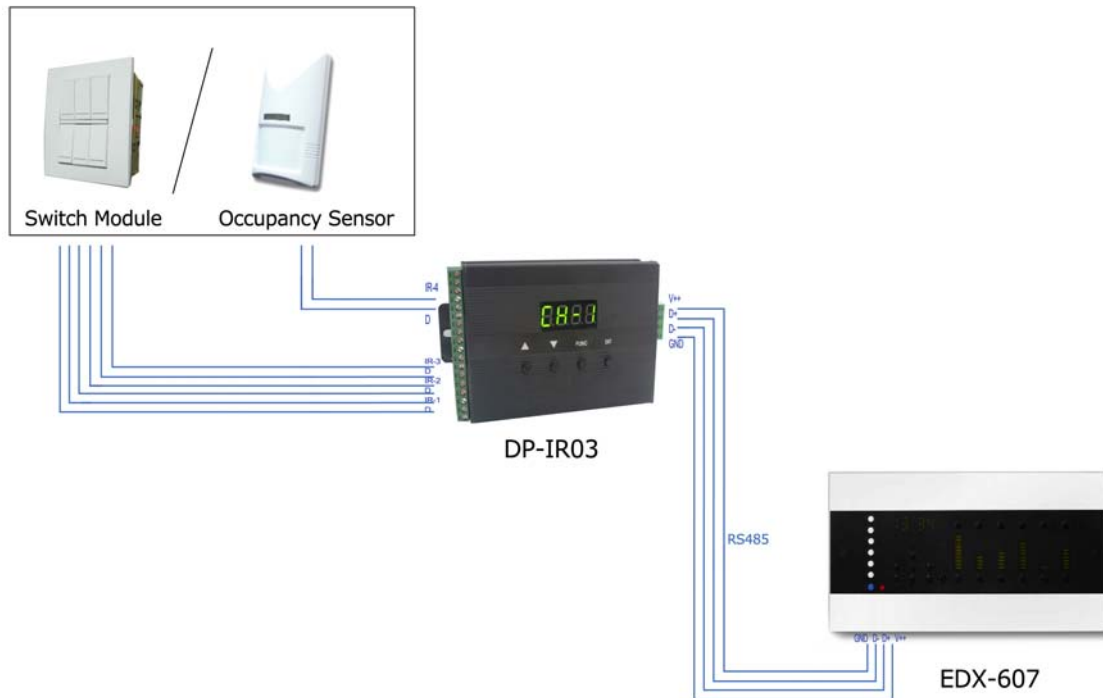 Switch Module
Occupancy Sensor
IR-4
D
IR-3
D
IR-2
D
IR-1
D
CH-1
FUNC
ENT
V++
D+
D-
GND
DP-IR03
RS485
GND D- D+ V++
EDX-607